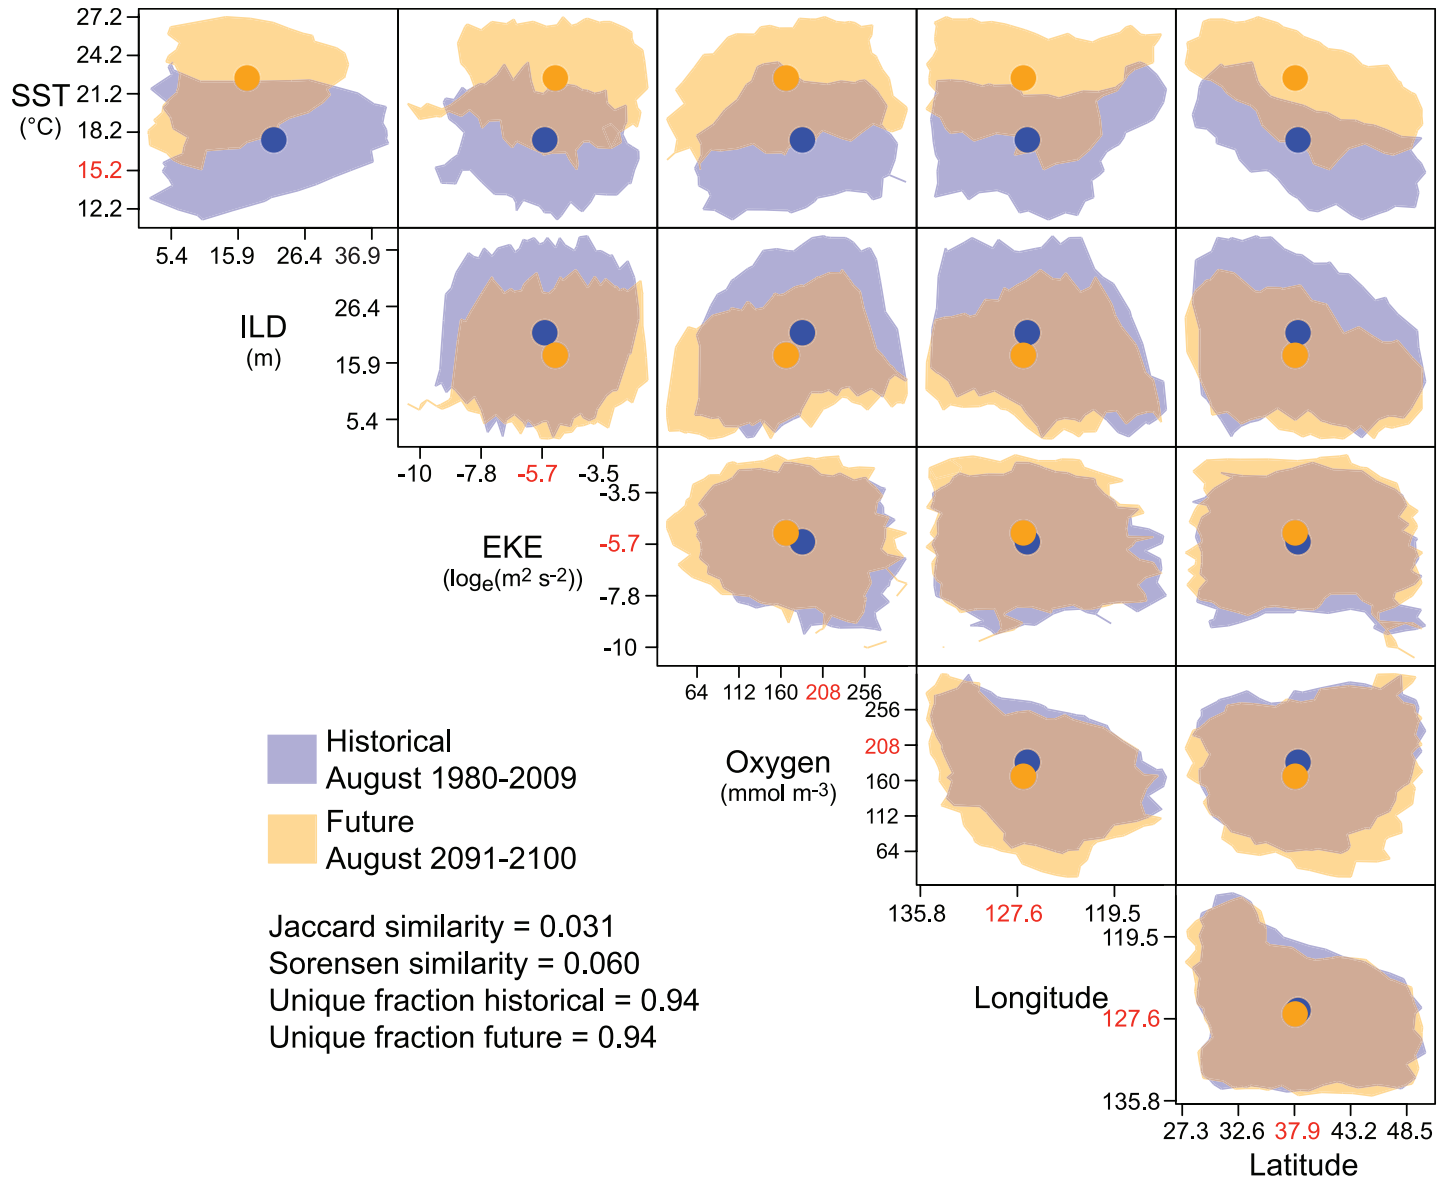 27.2
24.2
21.2
18.2
15.2
12.2
SST
(°C)
5.4 15.9 26.4 36.9
26.4
15.9
5.4
ILD
(m)
-10 -7.8 -5.7 -3.5
-3.5
-5.7
-7.8
-10
EKE
(logₑ(m² s⁻²))
64 112 160 208 256
256
208
160
112
64
Oxygen
(mmol m⁻³)
135.8 127.6 119.5
119.5
127.6
135.8
Longitude
27.3 32.6 37.9 43.2 48.5
Latitude
Historical
August 1980-2009
Future
August 2091-2100
Jaccard similarity = 0.031
Sorensen similarity = 0.060
Unique fraction historical = 0.94
Unique fraction future = 0.94